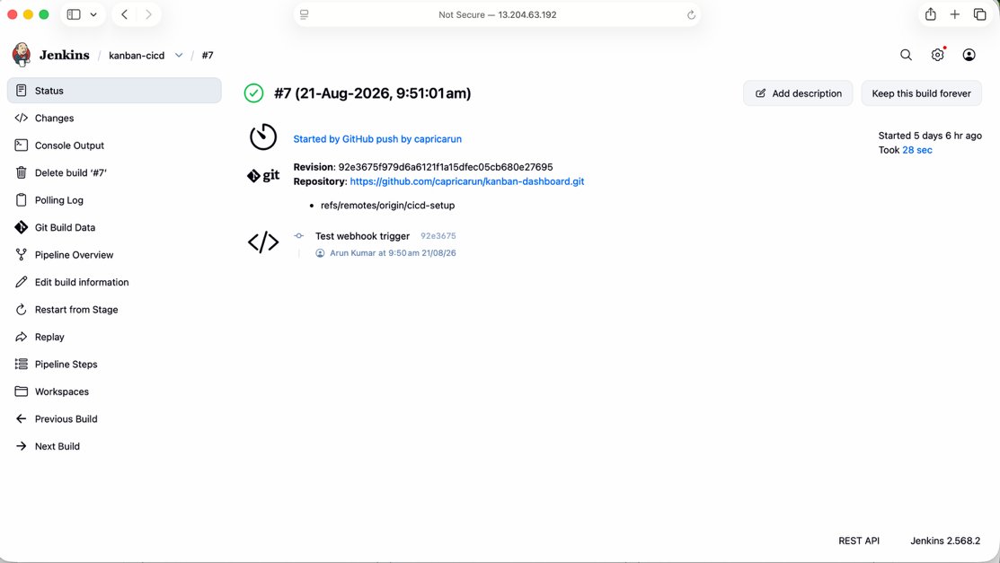 Not Secure — 13.204.63.192
Jenkins / kanban-cicd / #7
Status
Changes
Console Output
Delete build ‘#7’
Polling Log
Git Build Data
Pipeline Overview
Edit build information
Restart from Stage
Replay
Pipeline Steps
Workspaces
Previous Build
Next Build
#7 (21-Aug-2026, 9:51:01 am)
Add description
Keep this build forever
Started by GitHub push by capricarun
Started 5 days 6 hr ago
Took 28 sec
git
Revision: 92e3675f979d6a6121f1a15dfec05cb680e27695
Repository: https://github.com/capricarun/kanban-dashboard.git
• refs/remotes/origin/cicd-setup
Test webhook trigger 92e3675
Arun Kumar at 9:50 am 21/08/26
REST API
Jenkins 2.568.2